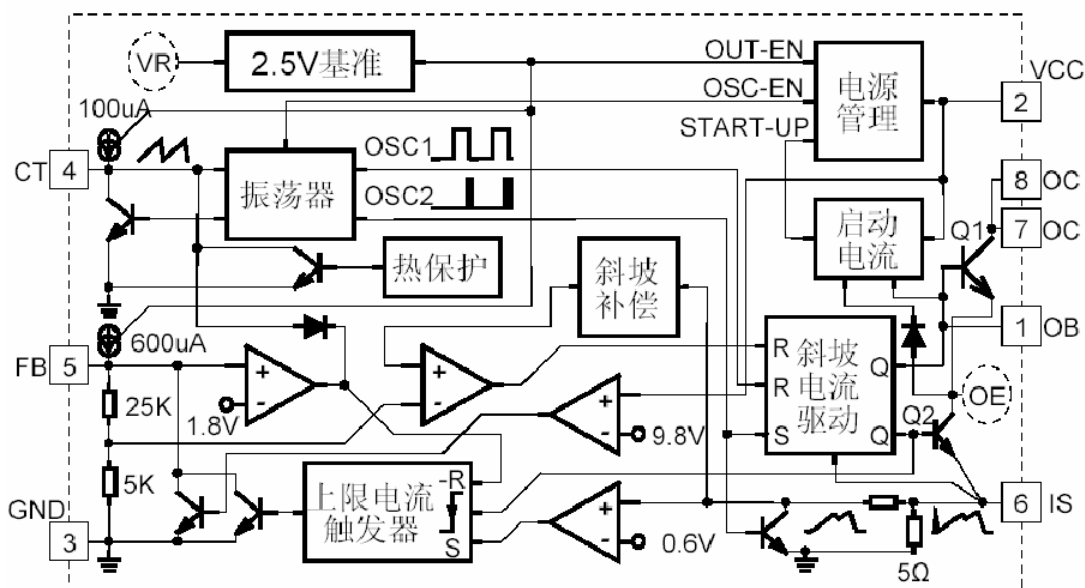 VR
2.5V基准
OUT-EN
OSC-EN
START-UP
电源
管理
VCC
2
100uA
CT
4
振荡器
OSC1
OSC2
8
OC
7
OC
启动
电流
Q1
热保护
斜坡
补偿
1
OB
600uA
FB
5
+
-
1.8V
+
-
+
-
9.8V
R
R
S
斜坡
电流
驱动
Q
Q
OE
Q2
25K
5K
GND
3
上限电流
触发器
-R
S
+
-
0.6V
5Ω
6
IS